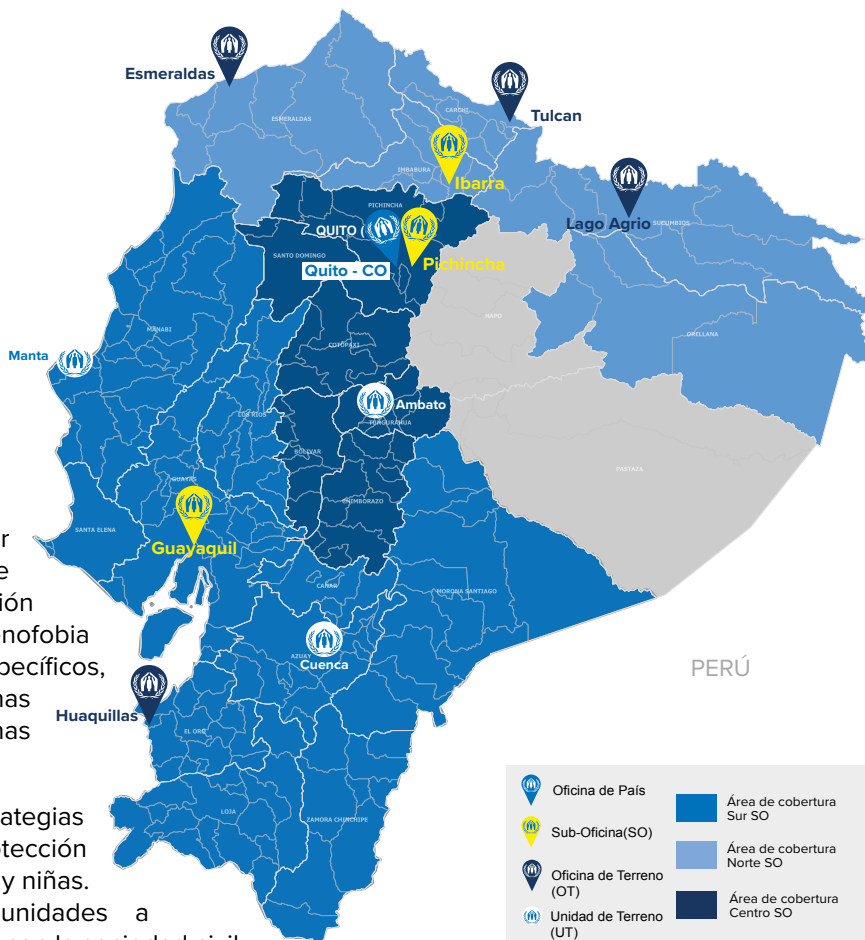 Esmeraldas
Tulcan
ESMERALDAS
CARCHI
IMBABURA
Ibarra
Lago Agrio
SUCUMBIOS
PICHINCHA
QUITO (
Quito - CO
Pichincha
SANTO DOMINGO
NAPO
ORELLANA
MANABI
Manta
COTOPAXI
Ambato
TUNGURAHUA
LOS RIOS
BOLIVAR
PASTAZA
GUAYAS
CHIMBORAZO
SANTA ELENA
Guayaquil
CAÑAR
MORONA SANTIAGO
AZUAY
Cuenca
PERÚ
Huaquillas
EL ORO
LOJA
ZAMORA CHINCHIPE
r
e
ión
nofobia
pecíficos,
nas
nas
rategias
otección
y niñas.
unidades a
Oficina de País
Sub-Oficina(SO)
Oficina de Terreno
(OT)
Unidad de Terreno
(UT)
Área de cobertura
Sur SO
Área de cobertura
Norte SO
Área de cobertura
Centro SO